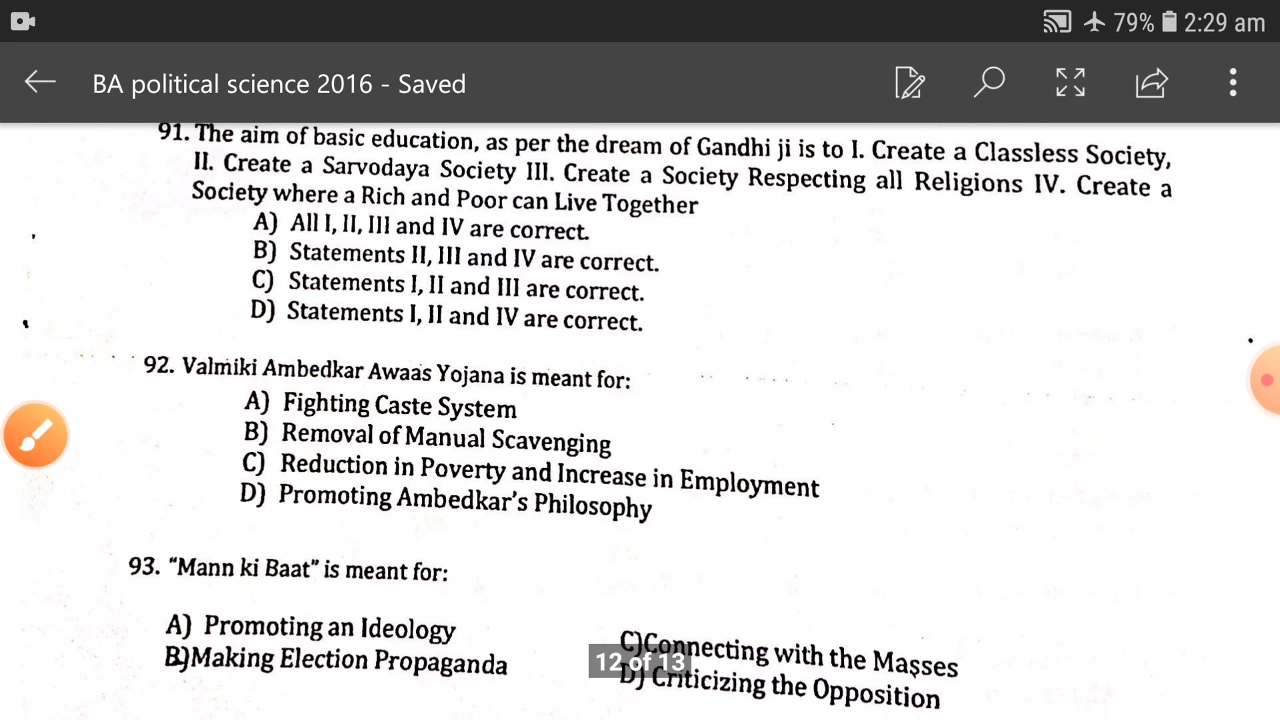 79% 2:29 am
BA political science 2016 - Saved
91. The aim of basic education, as per the dream of Gandhi ji is to I. Create a Classless Society,
II. Create a Sarvodaya Society III. Create a Society Respecting all Religions IV. Create a
Society where a Rich and Poor can Live Together
A) All I, II, III and IV are correct.
B) Statements II, III and IV are correct.
C) Statements I, II and III are correct.
D) Statements I, II and IV are correct.
92. Valmiki Ambedkar Awaas Yojana is meant for:
A) Fighting Caste System
B) Removal of Manual Scavenging
C) Reduction in Poverty and Increase in Employment
D) Promoting Ambedkar's Philosophy
93. "Mann ki Baat" is meant for:
A) Promoting an Ideology
B)Making Election Propaganda
C)Connecting with the Masses
D) Criticizing the Opposition
12 of 13